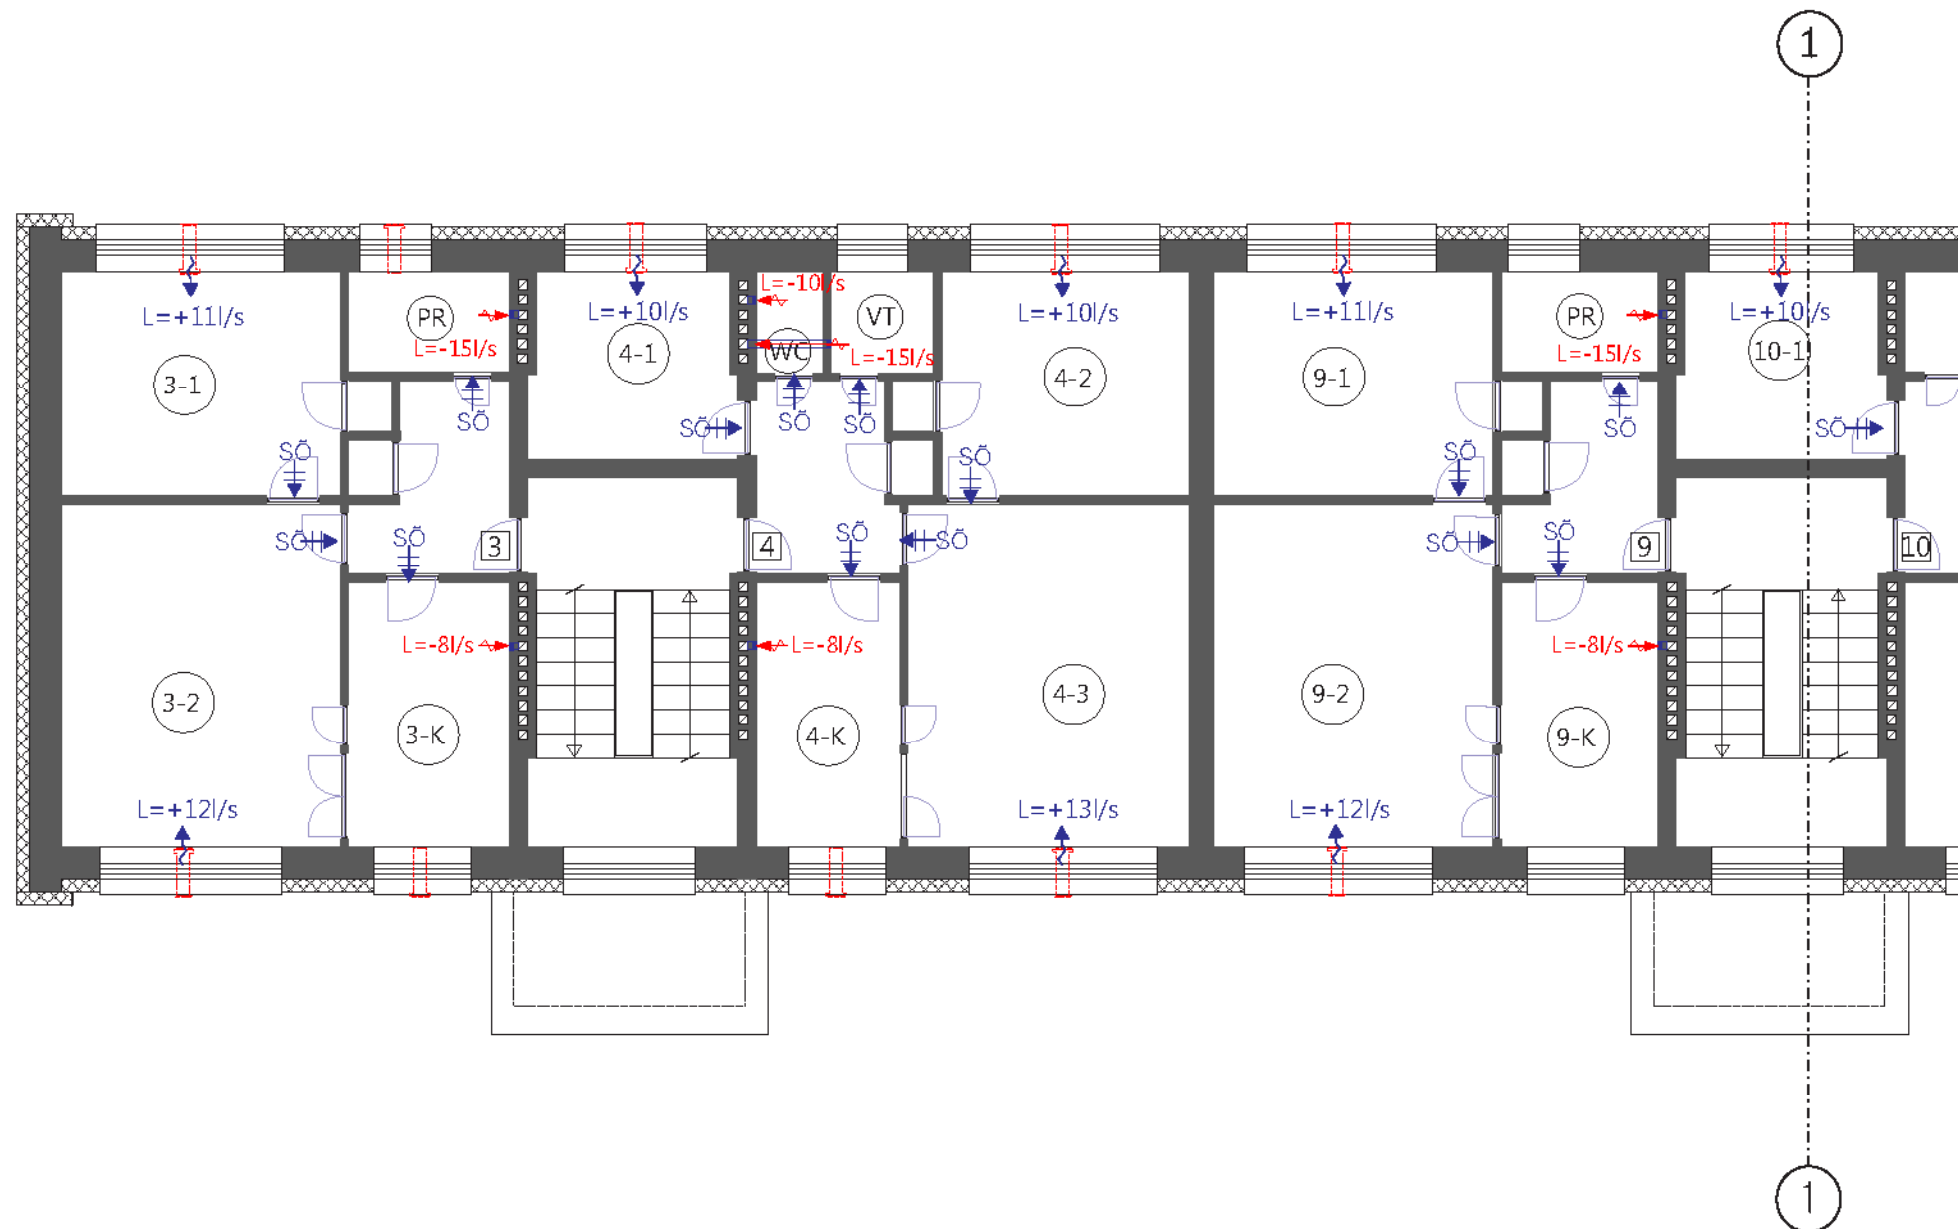 1
L=+11l/s
3-1
PR
L=-15l/s
L=+10l/s
4-1
L=-10l/s
WC
VT
L=-15l/s
L=+10l/s
4-2
L=+11l/s
9-1
PR
L=-15l/s
L=+10l/s
10-1
SÕ
SÕ
SÕ
SÕ
SÕ
SÕ
SÕ
SÕ
SÕ
SÕ
SÕ
3
4
SÕ
SÕ
SÕ
SÕ
9
10
L=-8l/s
L=-8l/s
L=-8l/s
3-2
3-K
4-K
4-3
9-2
9-K
L=+12l/s
L=+13l/s
L=+12l/s
1